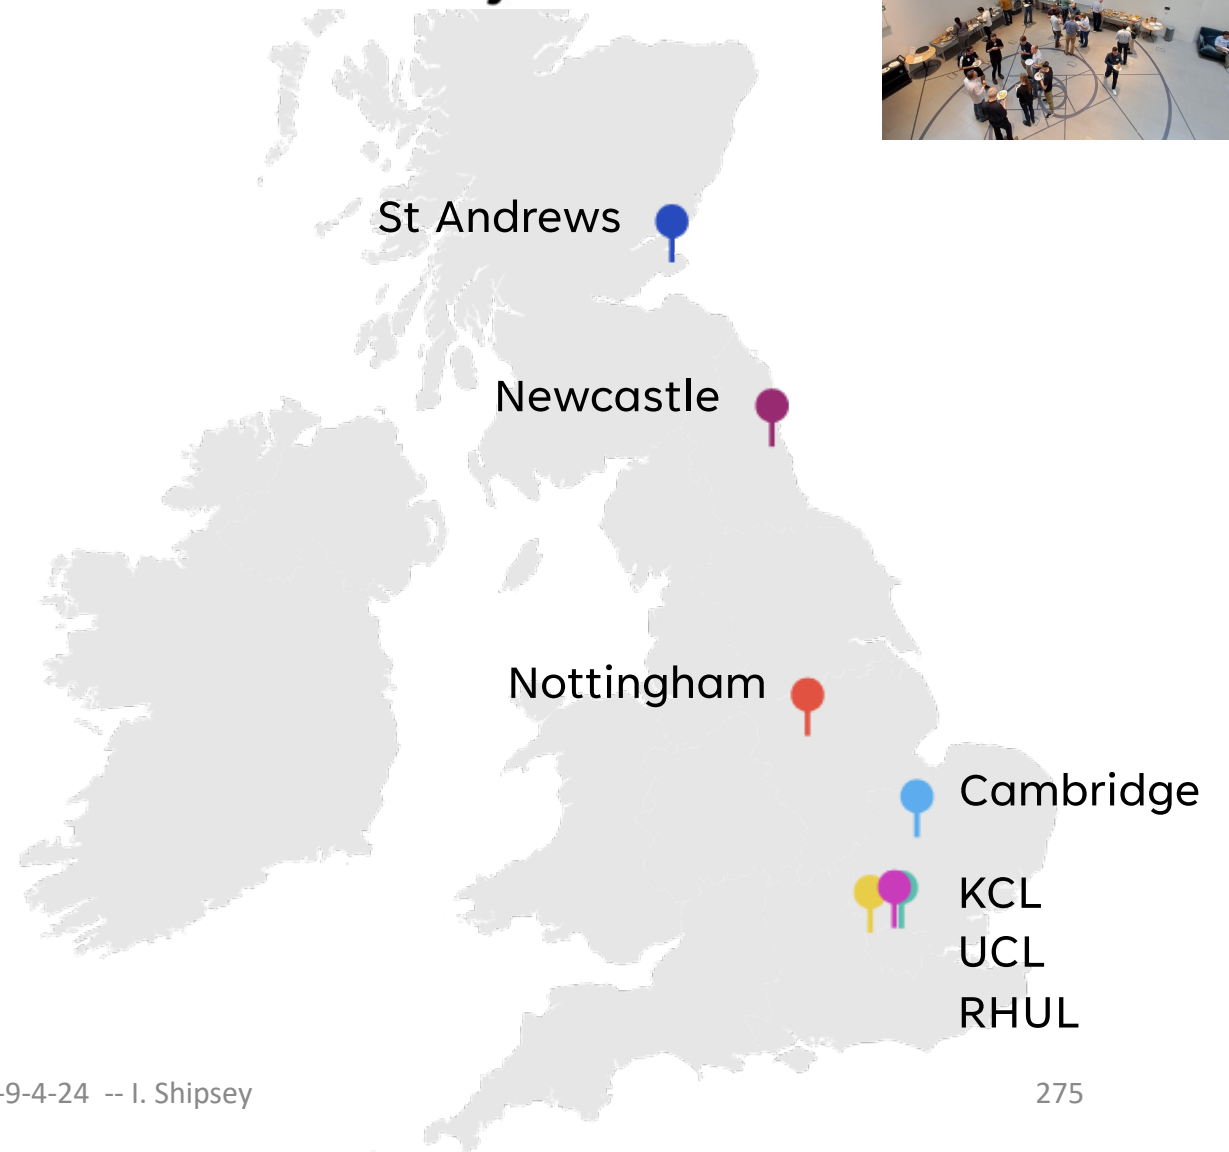 St Andrews
Newcastle
Nottingham
Cambridge
KCL
UCL
RHUL
-9-4-24 -- I. Shipsey
275